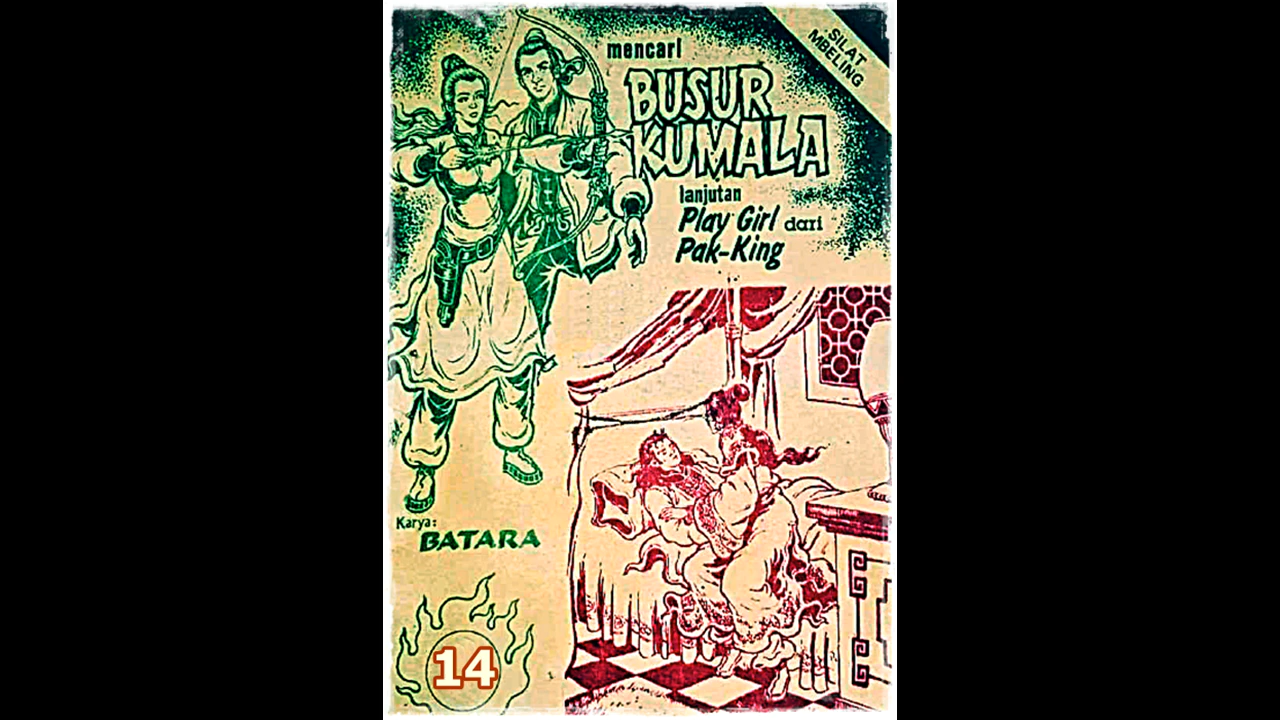 SILAT
MBELING
mencari
BUSUR
KUMALA
lanjutan
Play Girl dari
Pak-King
Karya:
BATARA
14